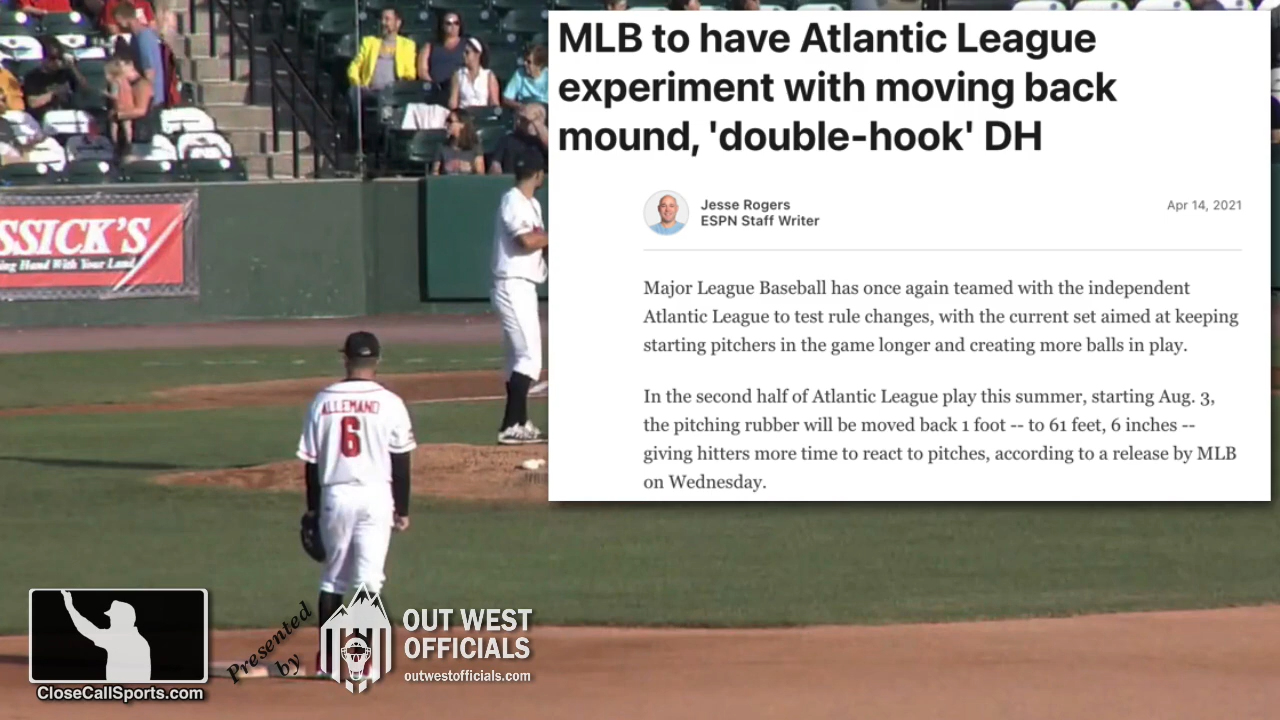 MLB to have Atlantic League
experiment with moving back
mound, 'double-hook' DH
Jesse Rogers
ESPN Staff Writer
Apr 14, 2021
Major League Baseball has once again teamed with the independent
Atlantic League to test rule changes, with the current set aimed at keeping
starting pitchers in the game longer and creating more balls in play.
In the second half of Atlantic League play this summer, starting Aug. 3,
the pitching rubber will be moved back 1 foot -- to 61 feet, 6 inches --
giving hitters more time to react to pitches, according to a release by MLB
on Wednesday.
SSICK'S
ing Hand With Your Land
ALLEMAND
6
CloseCallSports.com
Presented
by
OUT WEST
OFFICIALS
outwestofficials.com